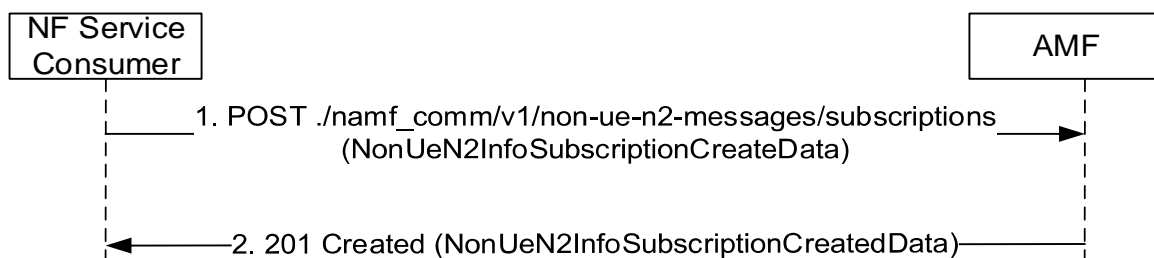 NF Service
Consumer
AMF
1. POST ./namf_comm/v1/non-ue-n2-messages/subscriptions
(NonUeN2InfoSubscriptionCreateData)
2. 201 Created (NonUeN2InfoSubscriptionCreatedData)